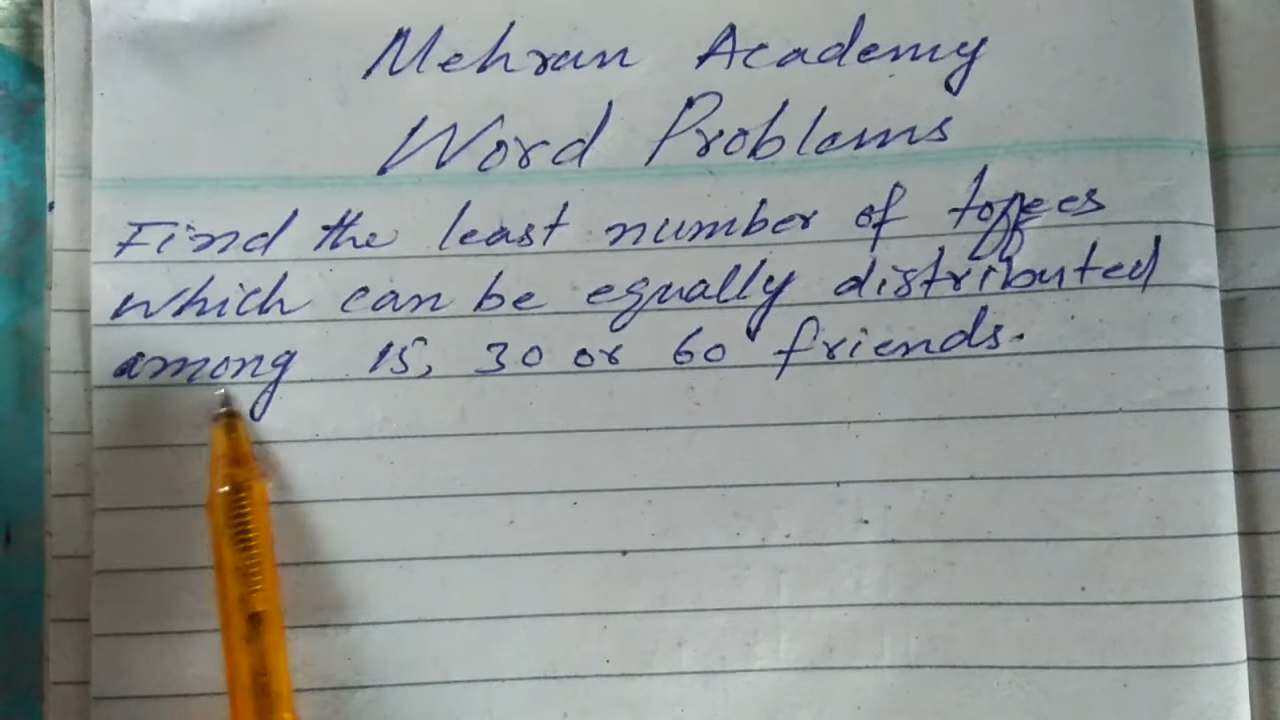 Mehran Academy
Word Problems
Find the least number of toffees
which can be equally distributed
among 15, 30 or 60 friends.